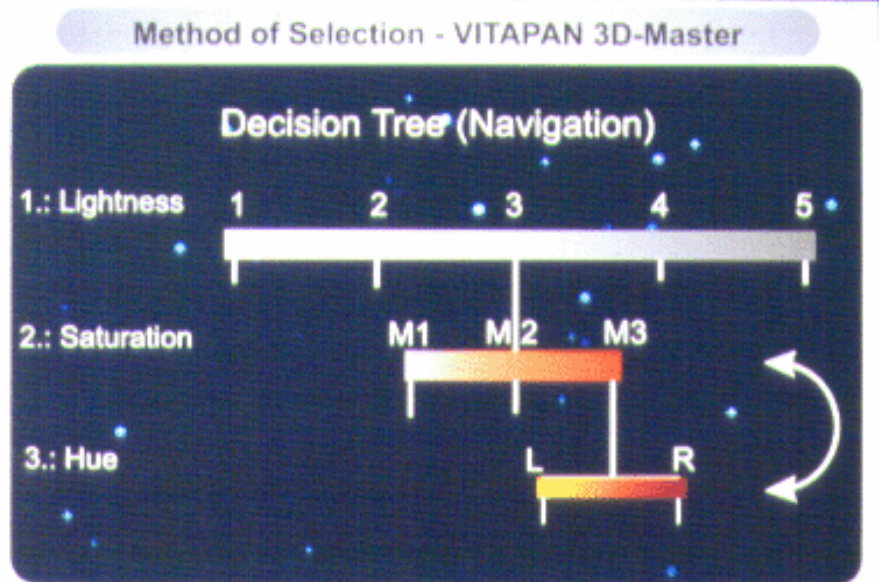 Method of Selection - VITAPAN 3D-Master
Decision Tree (Navigation)
1.: Lightness 1 2 3 4 5
2.: Saturation M1 M2 M3
3.: Hue L R